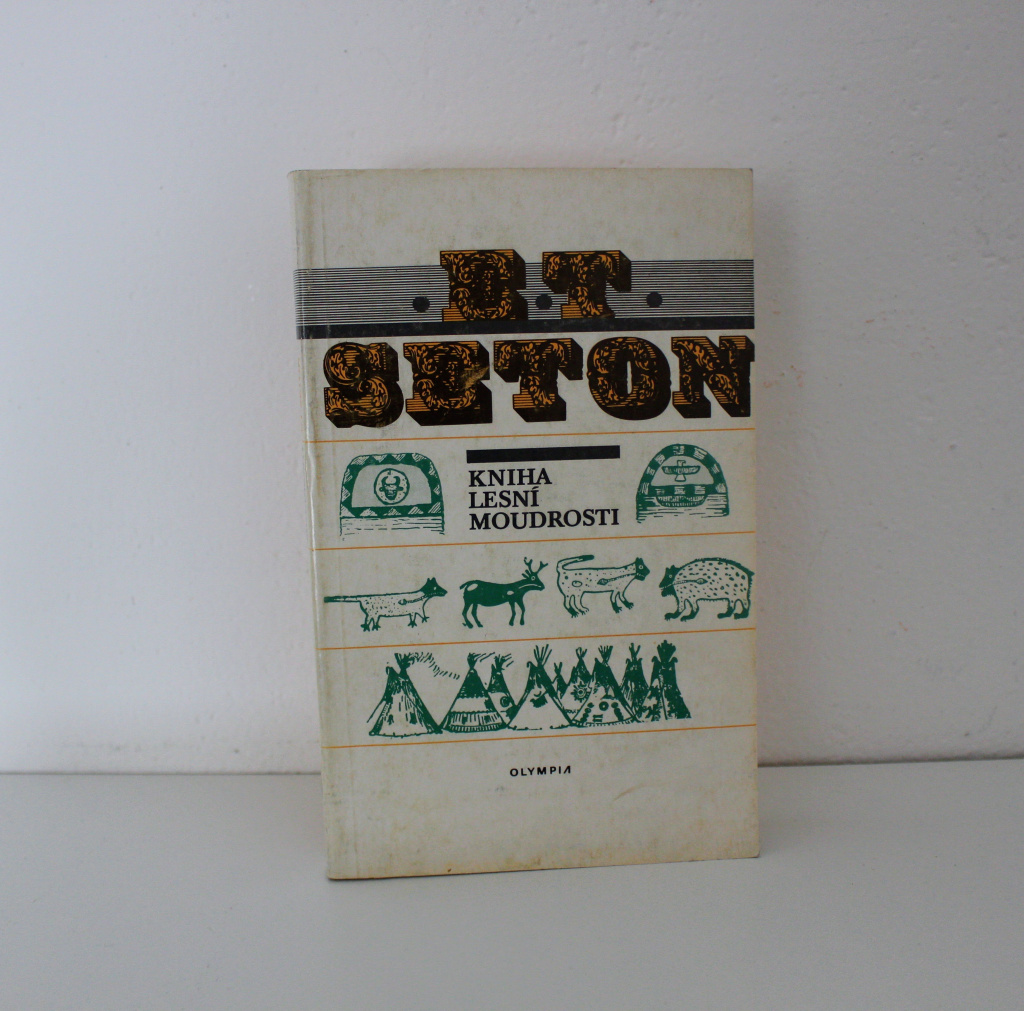 E·T·
SETON
KNIHA
LESNÍ
MOUDROSTI
OLYMPIA